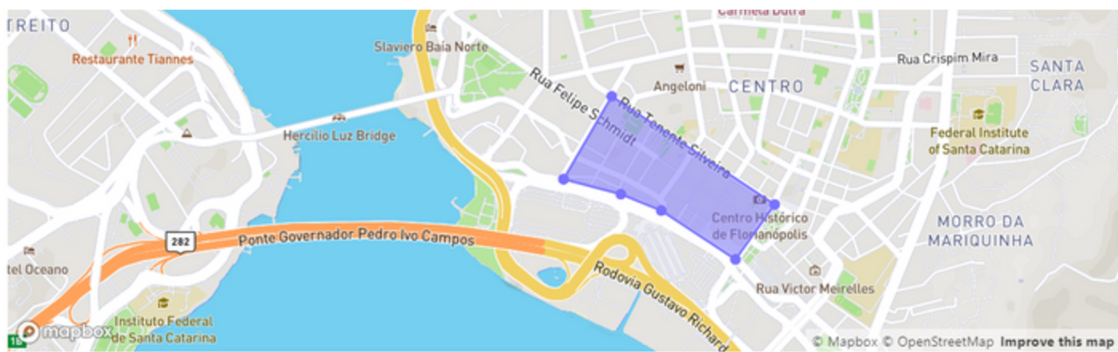 TREITO
Restaurante Tiannes
Slaviero Baía Norte
Carmela Dutra
Rua Crispim Mira
SANTA
CLARA
Angeloni
CENTRO
Rua Felipe Schmidt
Rua Tenente Silveira
Hercílio Luz Bridge
Federal Institute
of Santa Catarina
Centro Histórico
de Florianópolis
MORRO DA
MARIQUINHA
282
Ponte Governador Pedro Ivo Campos
tel Oceano
Rodovia Gustavo Richard
Rua Victor Meirelles
Instituto Federal
de Santa Catarina
mapbox
© Mapbox © OpenStreetMap Improve this map